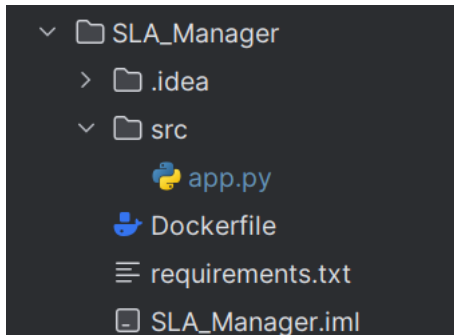 SLA_Manager
.idea
src
app.py
Dockerfile
requirements.txt
SLA_Manager.iml